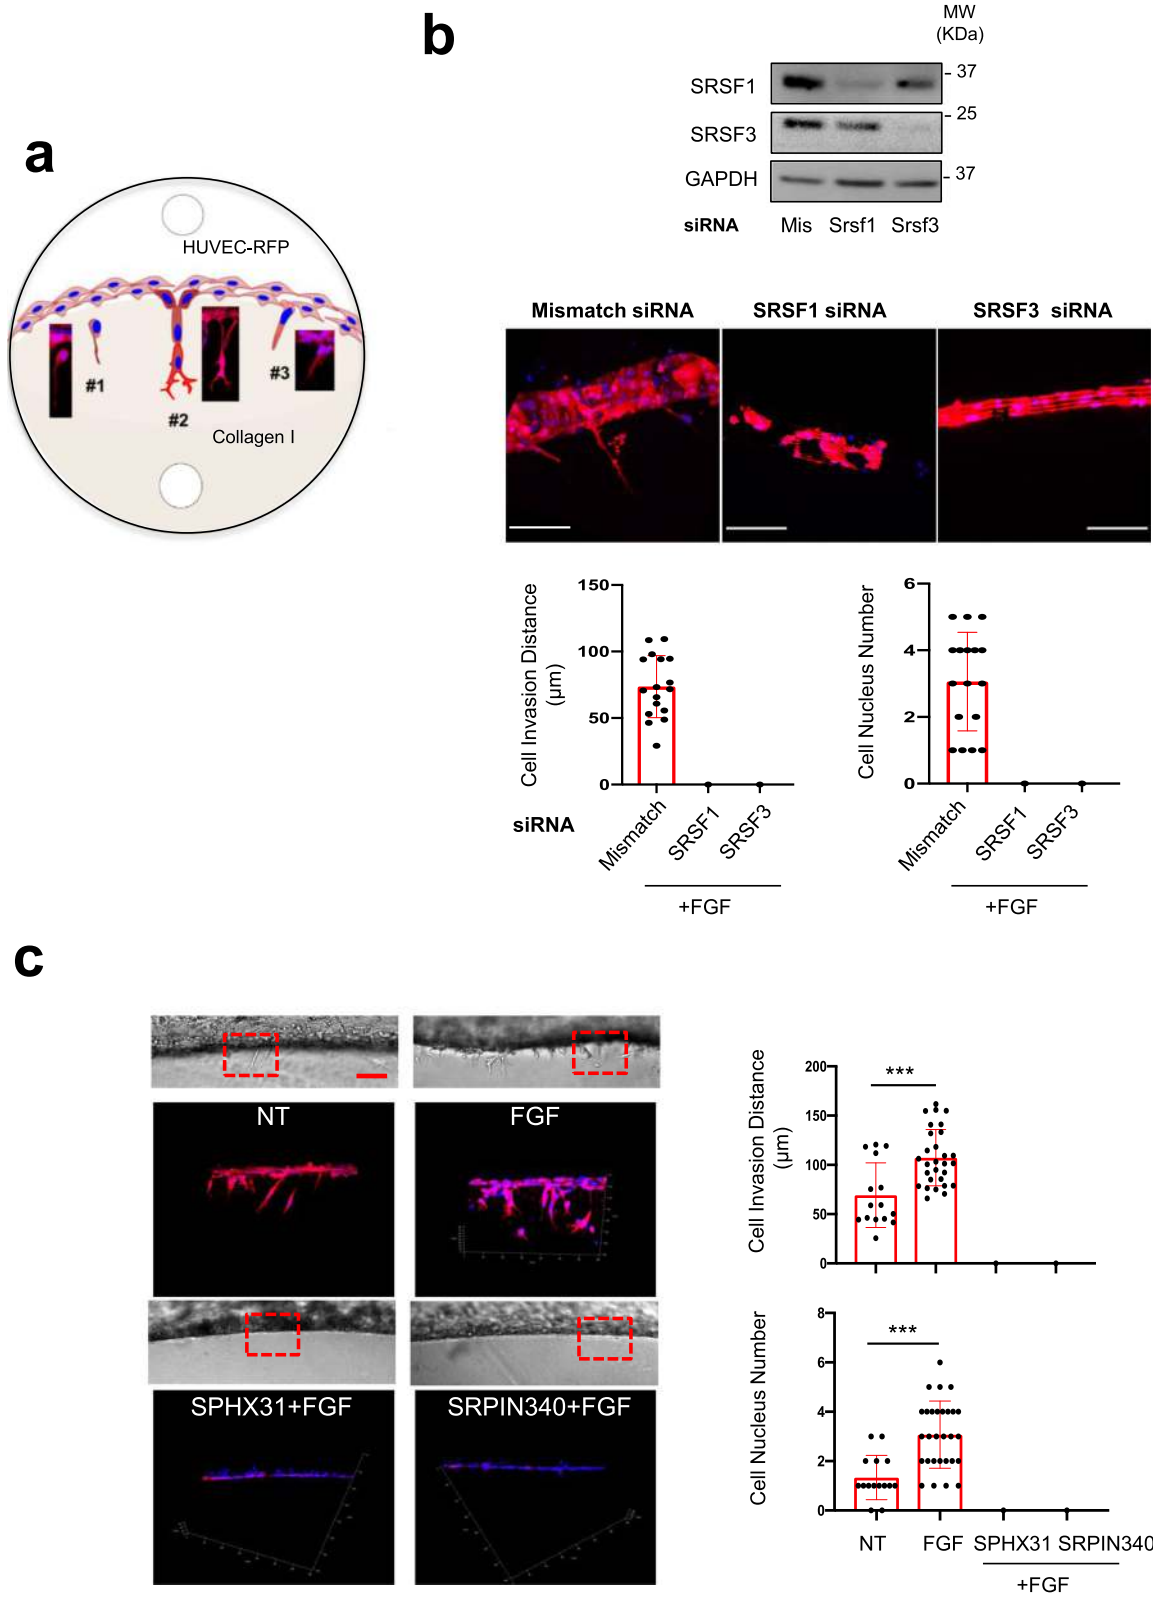 b
MW
(KDa)
SRSF1
- 37
- 25
SRSF3
GAPDH
- 37
siRNA Mis Srsf1 Srsf3
a
HUVEC-RFP
#1
#2
#3
Collagen I
Mismatch siRNA SRSF1 siRNA SRSF3 siRNA
Cell Invasion Distance
(µm)
150
100
50
0
siRNA
Mismatch
SRSF1
SRSF3
+FGF
Cell Nucleus Number
6
4
2
0
Mismatch
SRSF1
SRSF3
+FGF
c
NT
FGF
SPHX31+FGF
SRPIN340+FGF
Cell Invasion Distance
(µm)
200
150
100
50
0
***
Cell Nucleus Number
8
6
4
2
0
***
NT FGF SPHX31 SRPIN340
+FGF